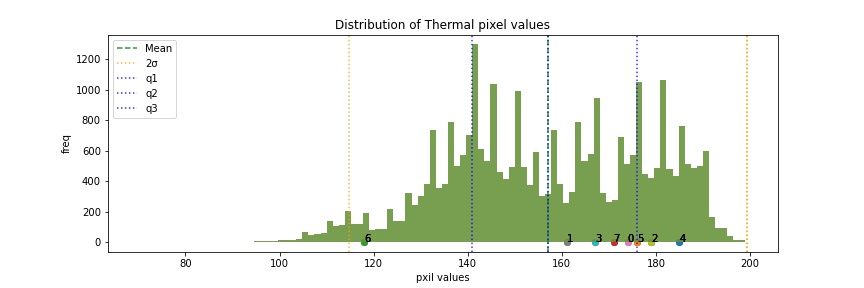 Distribution of Thermal pixel values
Mean
2σ
q1
q2
q3
freq
1200
1000
800
600
400
200
0
6 1 3 7 0 5 2 4
80 100 120 140 160 180 200
pxil values